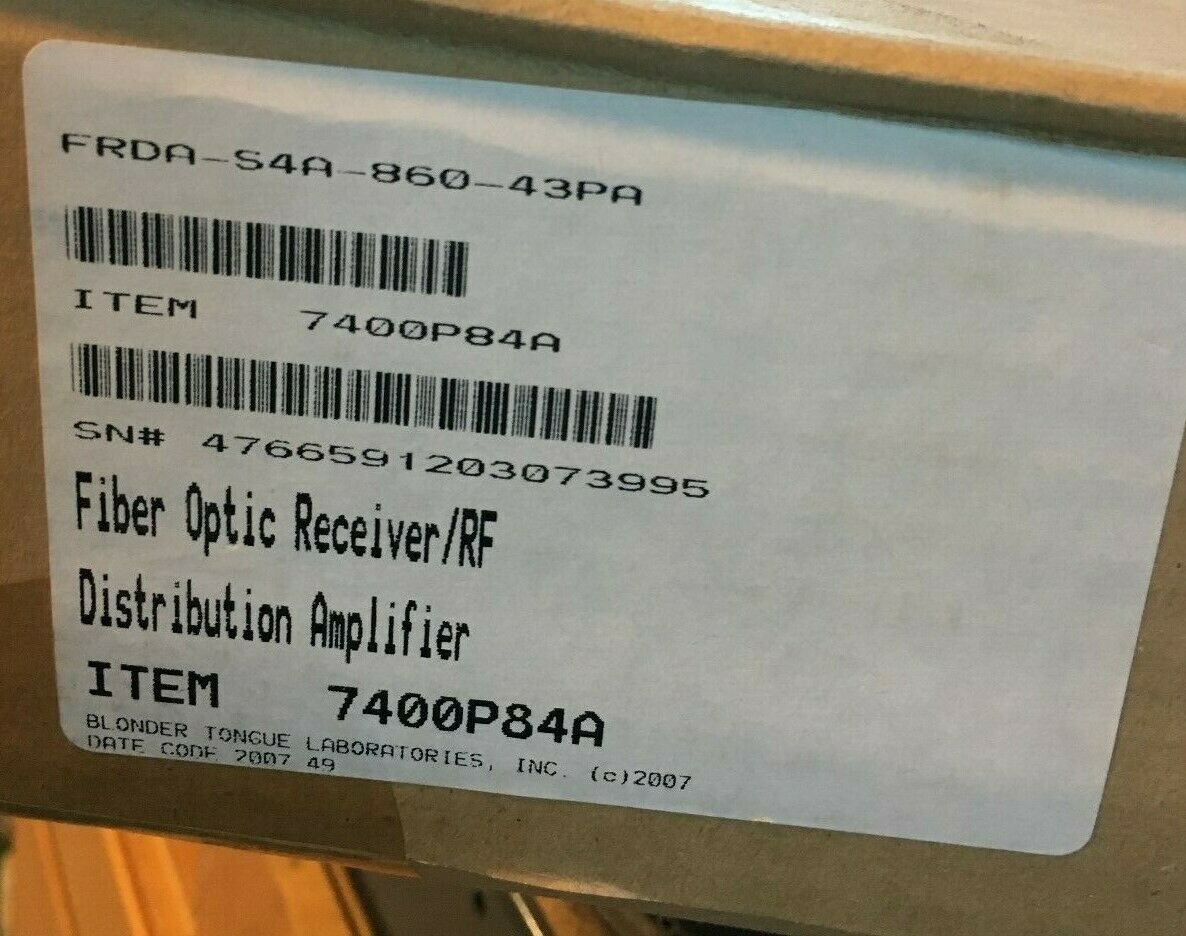 FRDA-S4A-860-43PA
ITEM 7400P84A
SN# 4766591203073995
Fiber Optic Receiver/RF
Distribution Amplifier
ITEM 7400P84A
BLONDER TONGUE LABORATORIES, INC. (c)2007
DATE CODE 2007 49